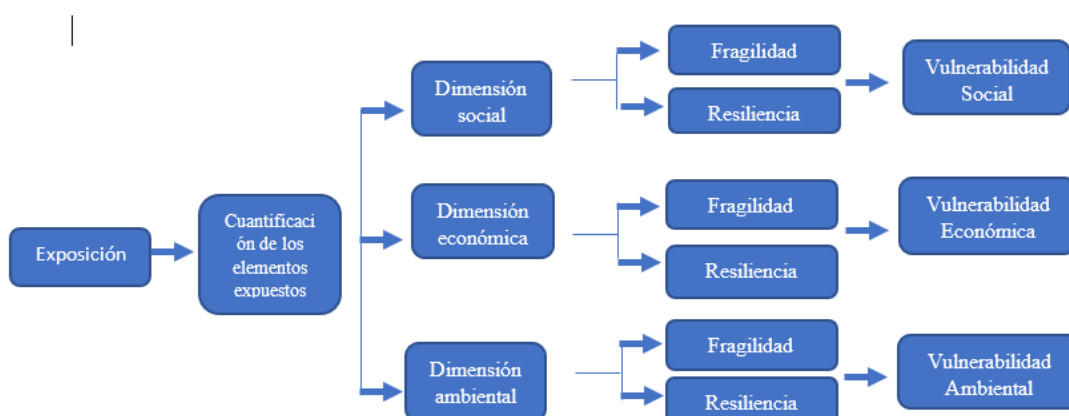 Exposición
Cuantificaci
ón de los
elementos
expuestos
Dimensión
social
Fragilidad
Resiliencia
Vulnerabilidad
Social
Dimensión
económica
Fragilidad
Resiliencia
Vulnerabilidad
Económica
Dimensión
ambiental
Fragilidad
Resiliencia
Vulnerabilidad
Ambiental